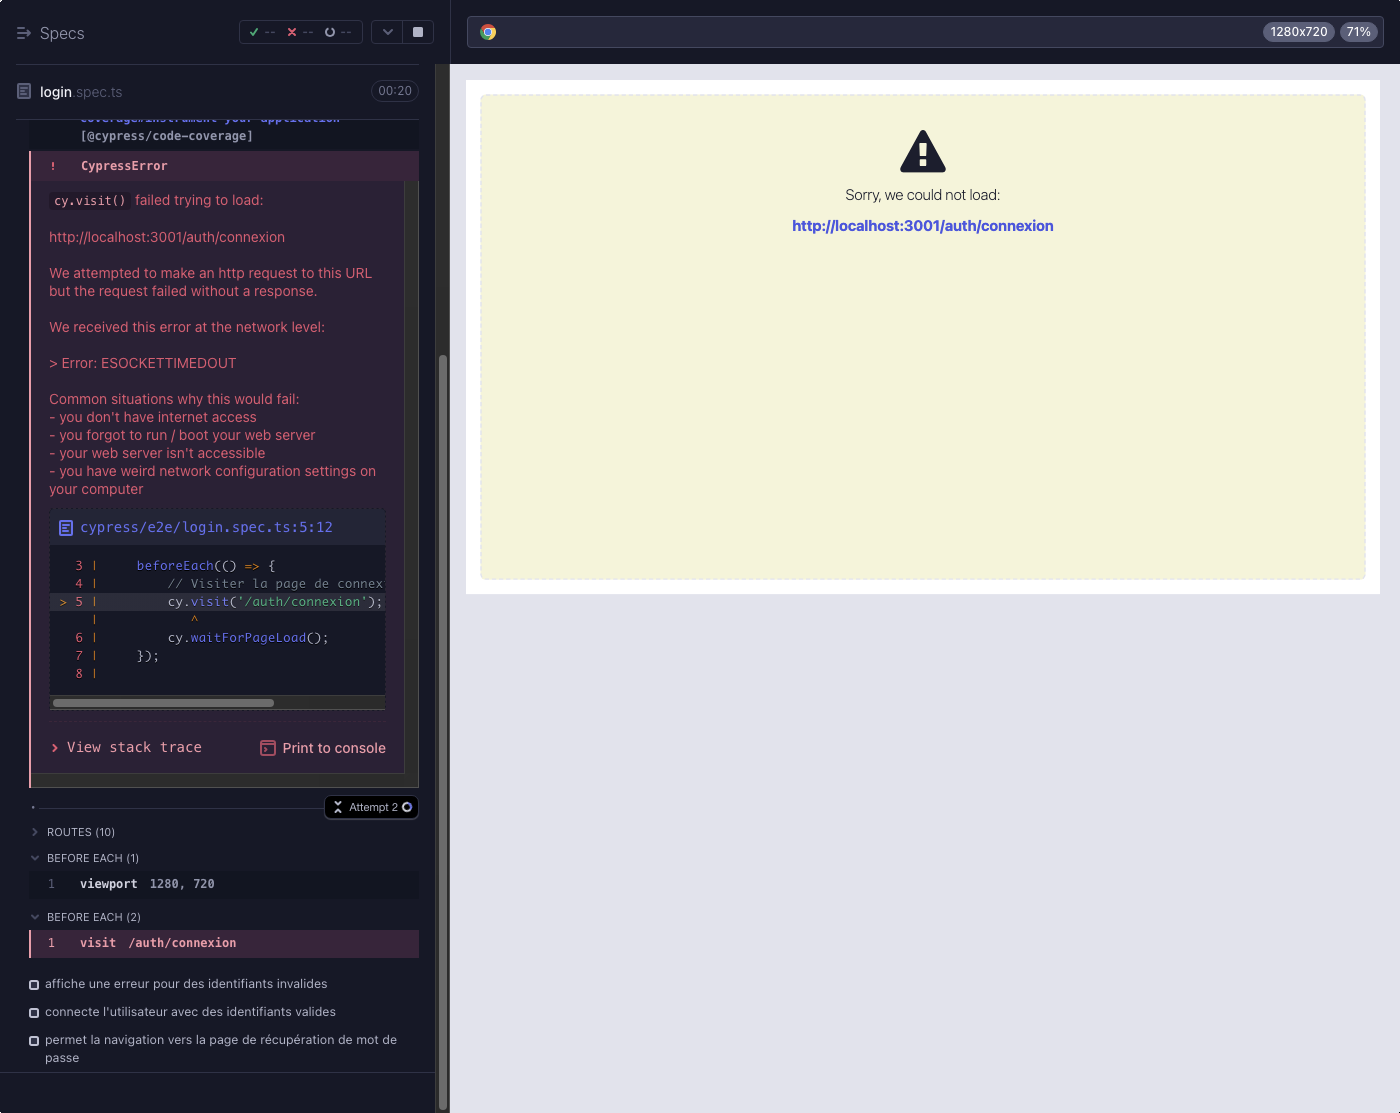 Specs
-- -- --
1280x720 71%
login.spec.ts 00:20
coverage#instrument-your-application
[@cypress/code-coverage]
! CypressError
cy.visit() failed trying to load:
http://localhost:3001/auth/connexion
We attempted to make an http request to this URL
but the request failed without a response.
We received this error at the network level:
> Error: ESOCKETTIMEDOUT
Common situations why this would fail:
- you don't have internet access
- you forgot to run / boot your web server
- your web server isn't accessible
- you have weird network configuration settings on
your computer
cypress/e2e/login.spec.ts:5:12
3 | beforeEach(() => {
4 | // Visiter la page de connex
> 5 | cy.visit('/auth/connexion');
| ^
6 | cy.waitForPageLoad();
7 | });
8 |
View stack trace Print to console
Attempt 2
ROUTES (10)
BEFORE EACH (1)
1 viewport 1280, 720
BEFORE EACH (2)
1 visit /auth/connexion
affiche une erreur pour des identifiants invalides
connecte l'utilisateur avec des identifiants valides
permet la navigation vers la page de récupération de mot de
passe
Sorry, we could not load:
http://localhost:3001/auth/connexion